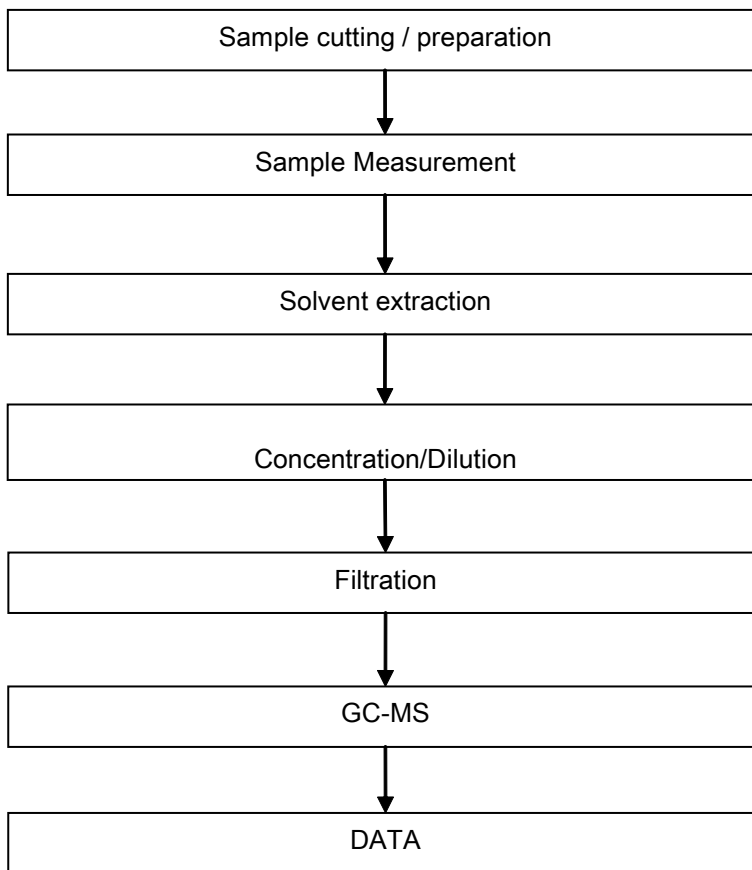 Sample cutting / preparation
Sample Measurement
Solvent extraction
Concentration/Dilution
Filtration
GC-MS
DATA